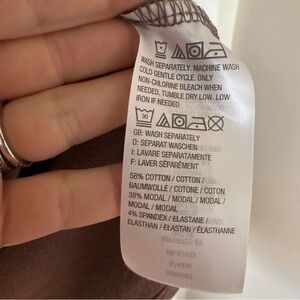 WASH SEPARATELY. MACHINE WASH
COLD GENTLE CYCLE. ONLY
NON-CHLORINE BLEACH WHEN
NEEDED. TUMBLE DRY LOW. LOW
IRON IF NEEDED
30
GB: WASH SEPARATELY
D: SEPARAT WASCHEN
I: LAVARE SEPARATAMENTE
F: LAVER SÉPARÉMENT
58% COTTON / COTTON /
BAUMWOLLE / COTONE / COTON
38% MODAL / MODAL / MODAL /
MODAL / MODAL
4% SPANDEX / ELASTANE /
ELASTHAN / ELASTAN / ÉLASTHANNE